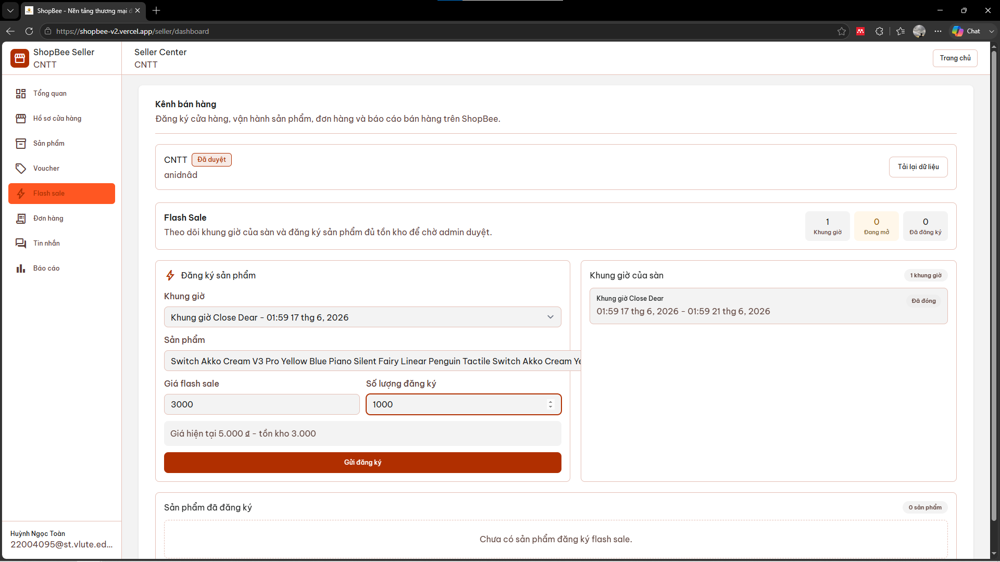 ShopBee - Nền tảng thương mại đ
https://shopbee-v2.vercel.app/seller/dashboard
Chat
ShopBee Seller
CNTT
Seller Center
CNTT
Trang chủ
Tổng quan
Hồ sơ cửa hàng
Sản phẩm
Voucher
Flash sale
Đơn hàng
Tin nhắn
Báo cáo
Kênh bán hàng
Đăng ký cửa hàng, vận hành sản phẩm, đơn hàng và báo cáo bán hàng trên ShopBee.
CNTT Đã duyệt
anidnâd
Tải lại dữ liệu
Flash Sale
Theo dõi khung giờ của sàn và đăng ký sản phẩm đủ tồn kho để chờ admin duyệt.
1
Khung giờ
0
Đang mở
0
Đã đăng ký
Đăng ký sản phẩm
Khung giờ
Khung giờ Close Dear - 01:59 17 thg 6, 2026
Sản phẩm
Switch Akko Cream V3 Pro Yellow Blue Piano Silent Fairy Linear Penguin Tactile Switch Akko Cream Ye
Giá flash sale
Số lượng đăng ký
3000
1000
Giá hiện tại 5.000 ₫ - tồn kho 3.000
Gửi đăng ký
Khung giờ của sàn
1 khung giờ
Khung giờ Close Dear
Đã đóng
01:59 17 thg 6, 2026 - 01:59 21 thg 6, 2026
Sản phẩm đã đăng ký
0 sản phẩm
Chưa có sản phẩm đăng ký flash sale.
Huỳnh Ngọc Toàn
22004095@st.vlute.ed...